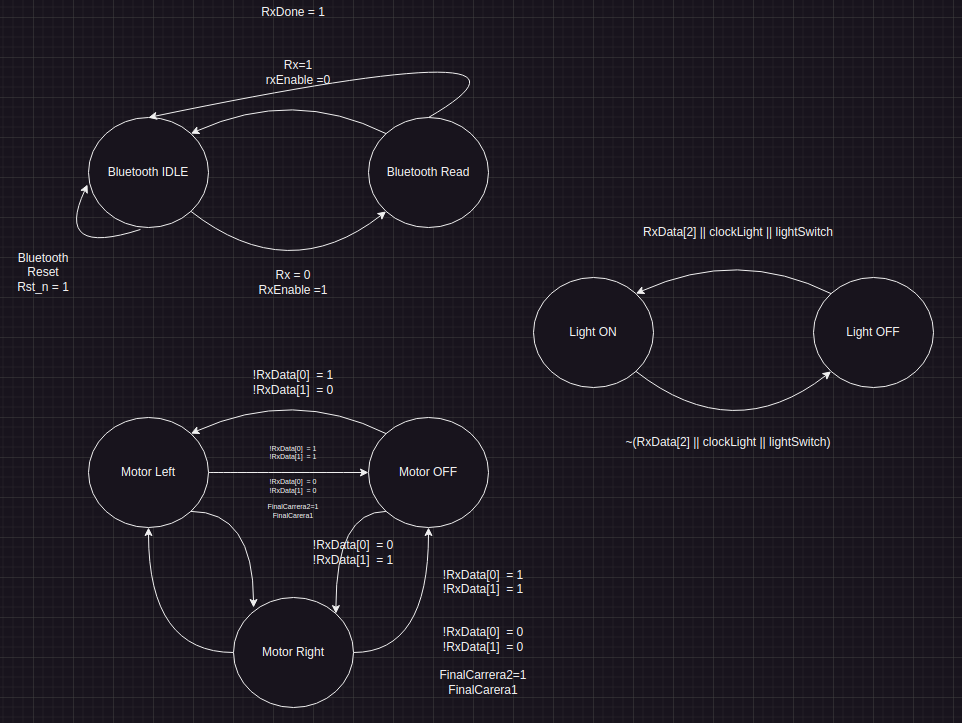 RxDone = 1
Rx=1
rxEnable =0
Bluetooth IDLE
Bluetooth Read
Bluetooth
Reset
Rst_n = 1
Rx = 0
RxEnable =1
RxData[2] || clockLight || lightSwitch
Light ON
Light OFF
~(RxData[2] || clockLight || lightSwitch)
!RxData[0]  = 1
!RxData[1]  = 0
Motor Left
!RxData[0]  = 1
!RxData[1]  = 1
!RxData[0]  = 0
!RxData[1]  = 0
FinalCarrera2=1
FinalCarera1
Motor OFF
!RxData[0]  = 0
!RxData[1]  = 1
Motor Right
!RxData[0]  = 1
!RxData[1]  = 1
!RxData[0]  = 0
!RxData[1]  = 0
FinalCarrera2=1
FinalCarera1